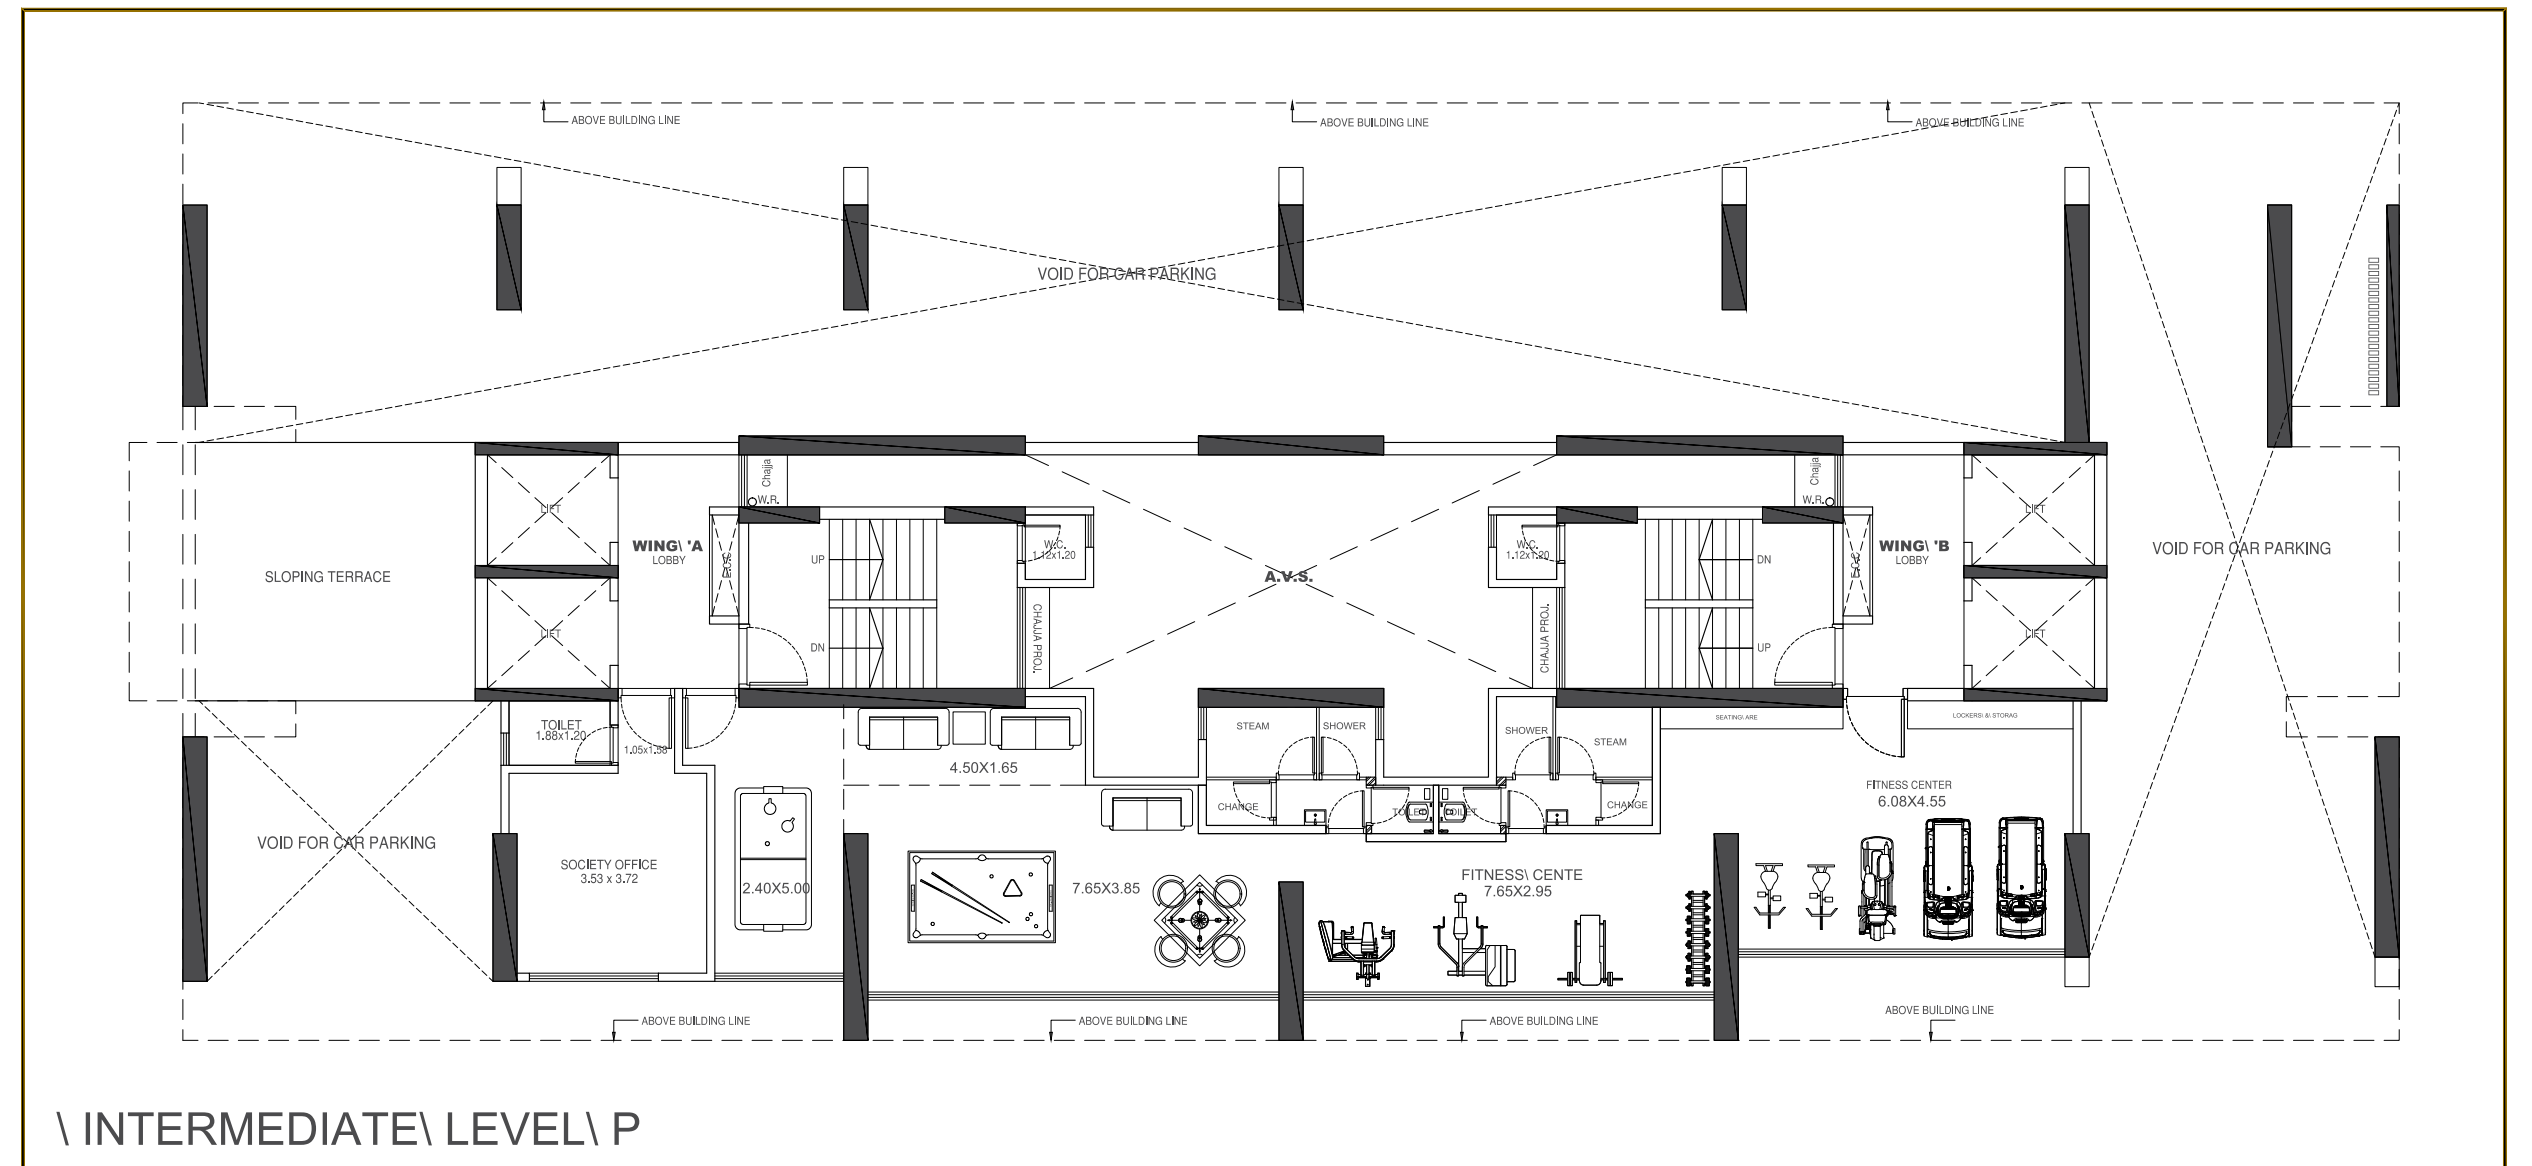 ABOVE BUILDING LINE
ABOVE BUILDING LINE
ABOVE BUILDING LINE
VOID FOR CAR PARKING
Chajja
W.R.
Chajja
W.R.
LIFT
LIFT
WING\ 'A
LOBBY
E.C.C
UP
W.C.
1.12x1.20
A.V.S.
W.C.
1.12x1.20
DN
E.C.C
WING\ 'B
LOBBY
VOID FOR CAR PARKING
SLOPING TERRACE
CHAJJA PROJ.
CHAJJA PROJ.
LIFT
LIFT
DN
UP
TOILET
1.88x1.20
1.05x1.58
STEAM
SHOWER
SHOWER
STEAM
SEATING\ ARE
LOCKERS\ &\ STORAG
4.50X1.65
FITNESS CENTER
6.08X4.55
CHANGE
TOILET
TOILET
CHANGE
VOID FOR CAR PARKING
SOCIETY OFFICE
3.53 x 3.72
2.40X5.00
7.65X3.85
FITNESS\ CENTE
7.65X2.95
ABOVE BUILDING LINE
ABOVE BUILDING LINE
ABOVE BUILDING LINE
ABOVE BUILDING LINE
\ INTERMEDIATE\ LEVEL\ P